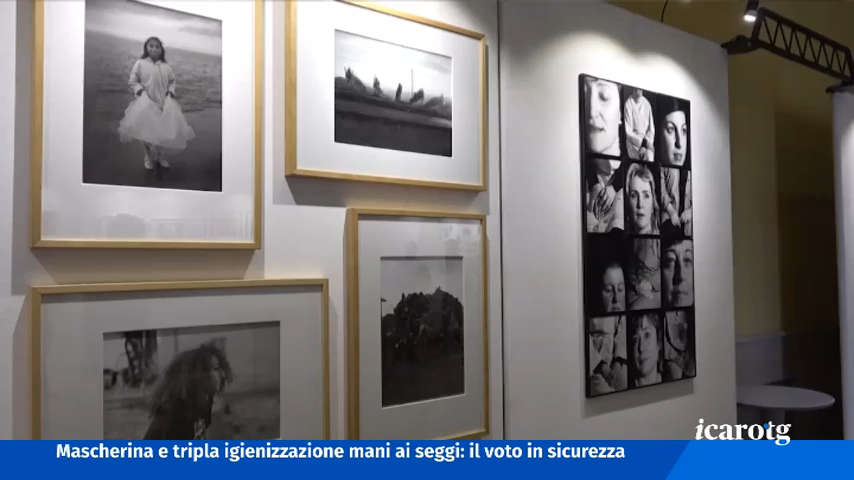 icarotg
Mascherina e tripla igienizzazione mani ai seggi: il voto in sicurezza